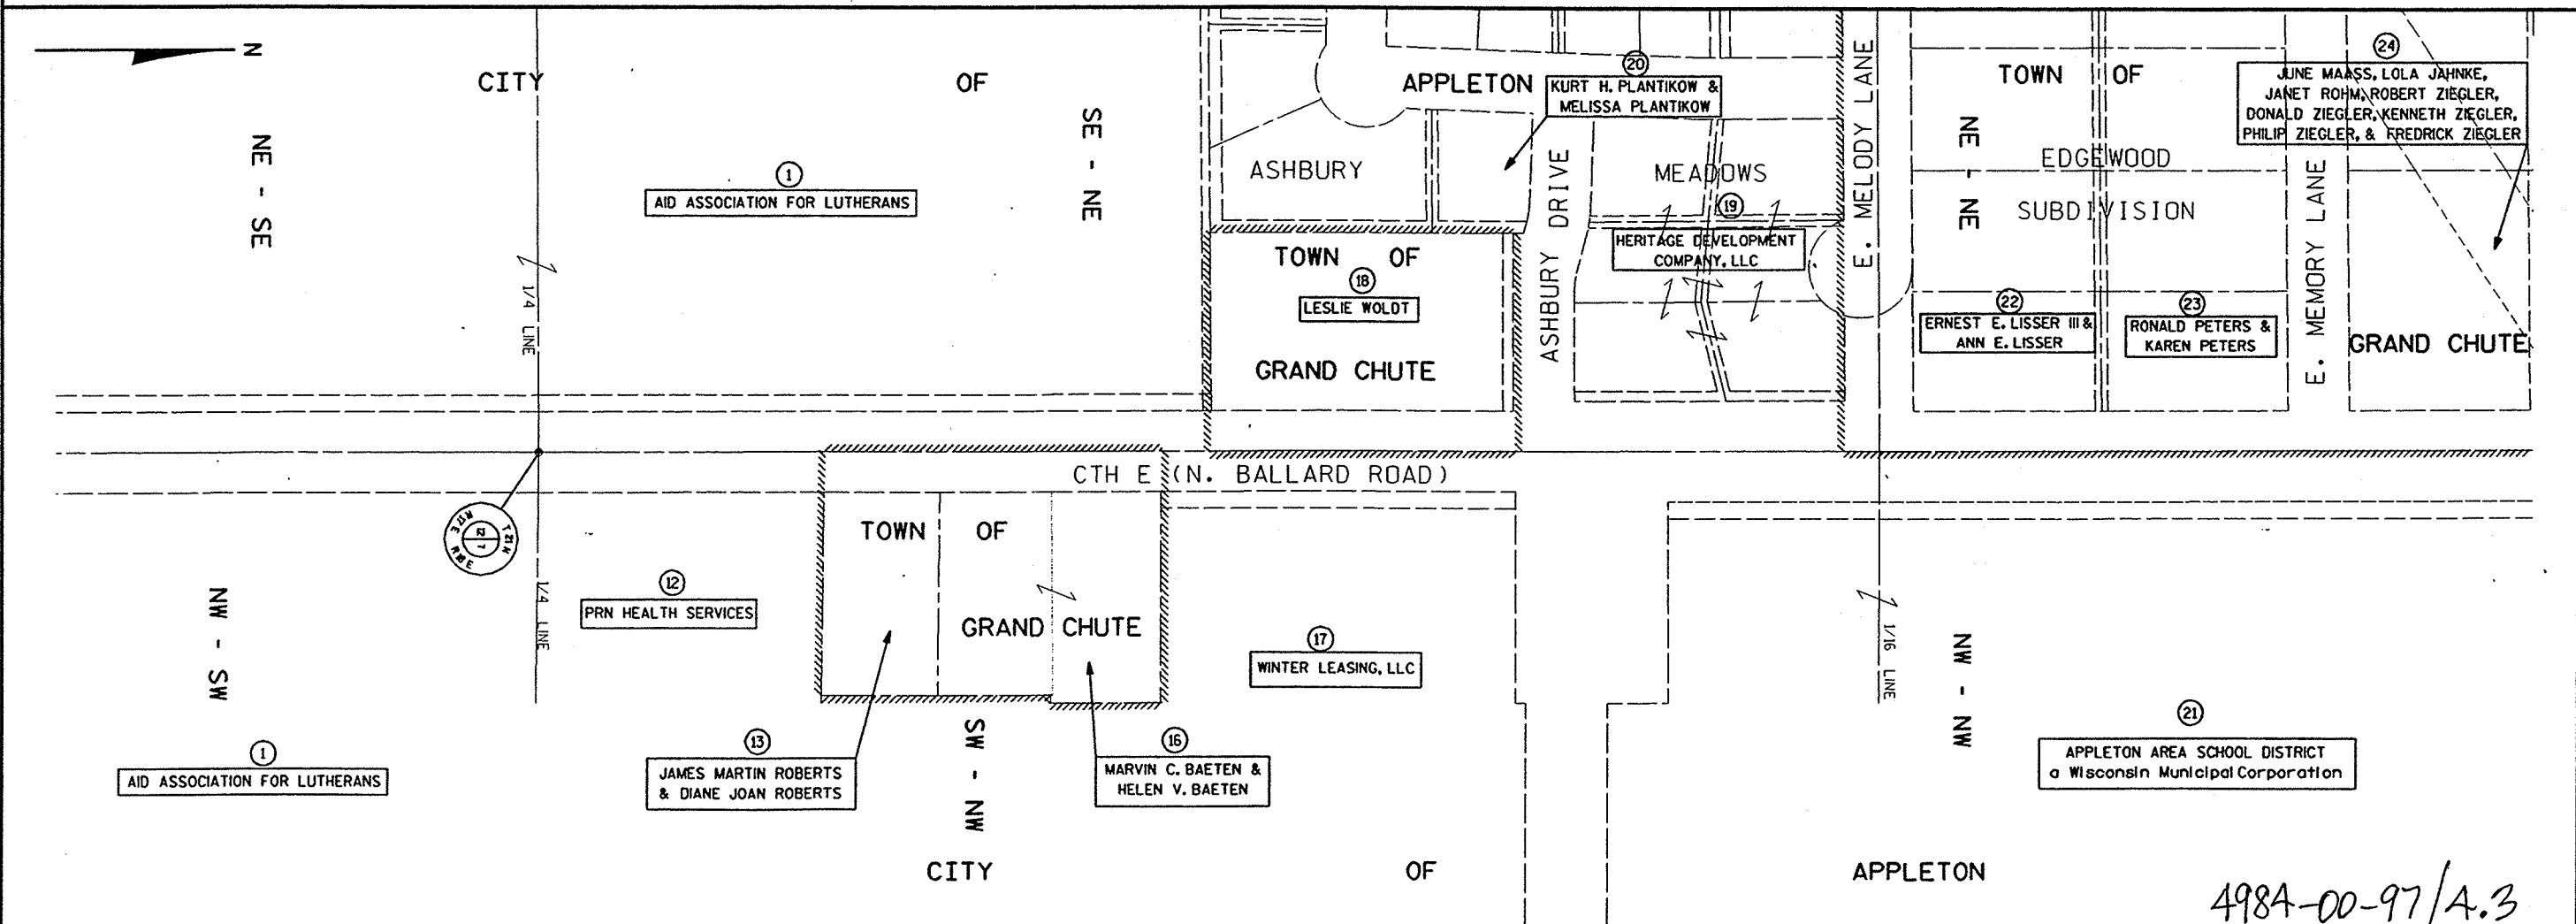 N
CITY OF APPLETON
TOWN OF
NE - SE
SE - NE
NE - NE
1
AID ASSOCIATION FOR LUTHERANS
20
KURT H. PLANTIKOW &
MELISSA PLANTIKOW
ASHBURY
MEADOWS
ASHBURY DRIVE
E. MELODY LANE
19
HERITAGE DEVELOPMENT
COMPANY, LLC
24
JUNE MAASS, LOLA JAHNKE,
JANET ROHM, ROBERT ZIEGLER,
DONALD ZIEGLER, KENNETH ZIEGLER,
PHILIP ZIEGLER, & FREDRICK ZIEGLER
EDGEWOOD
SUBDIVISION
E. MEMORY LANE
TOWN OF
18
LESLIE WOLDT
GRAND CHUTE
22
ERNEST E. LISSER III &
ANN E. LISSER
23
RONALD PETERS &
KAREN PETERS
GRAND CHUTE
1/4 LINE
CTH E (N. BALLARD ROAD)
T 21 N
R17E
R18E
12
7
1/4 LINE
TOWN OF
GRAND CHUTE
12
PRN HEALTH SERVICES
17
WINTER LEASING, LLC
1/16 LINE
NW - SW
SW - NW
NW - NW
1
AID ASSOCIATION FOR LUTHERANS
13
JAMES MARTIN ROBERTS
& DIANE JOAN ROBERTS
16
MARVIN C. BAETEN &
HELEN V. BAETEN
21
APPLETON AREA SCHOOL DISTRICT
a Wisconsin Municipal Corporation
CITY OF APPLETON
4984-00-97/4.3